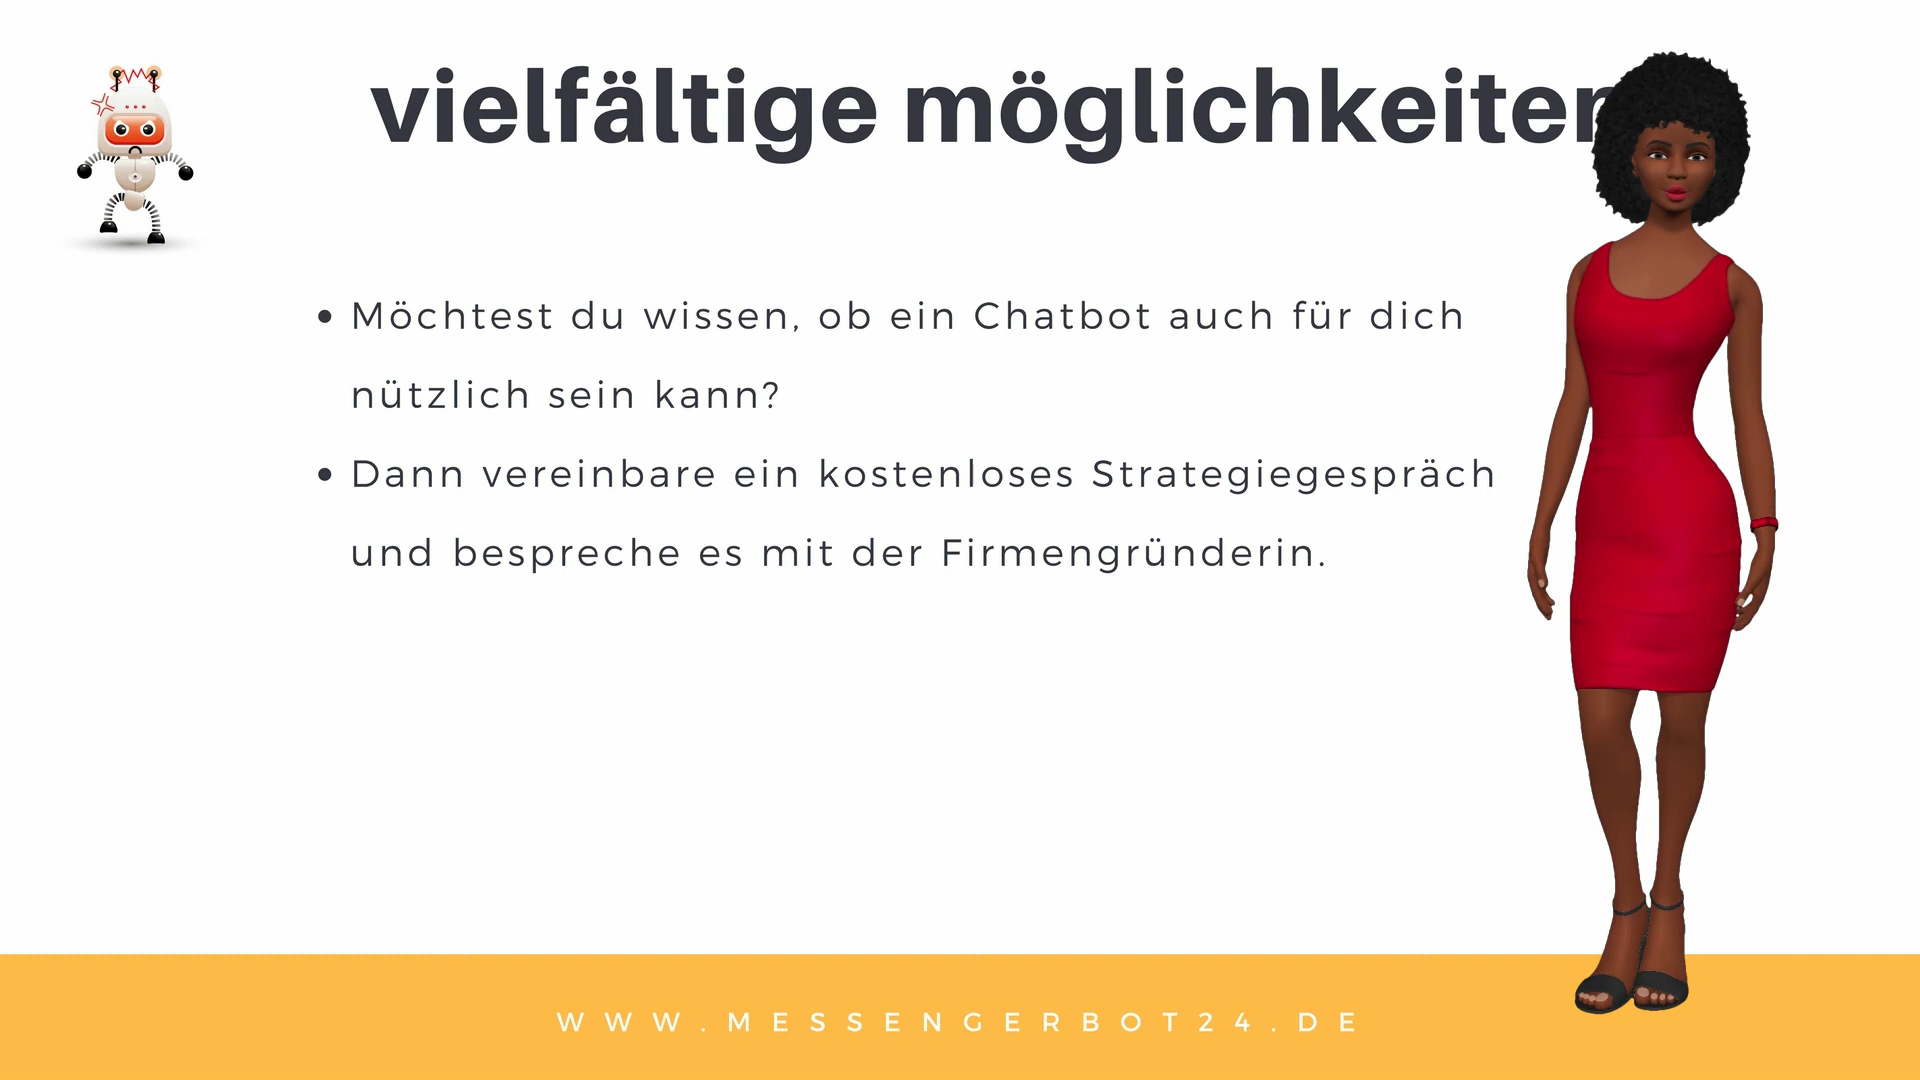 vielfältige möglichkeiten
Möchtest du wissen, ob ein Chatbot auch für dich
nützlich sein kann?
Dann vereinbare ein kostenloses Strategiegespräch
und bespreche es mit der Firmengründerin.
WWW.MESSENGERBOT24.DE